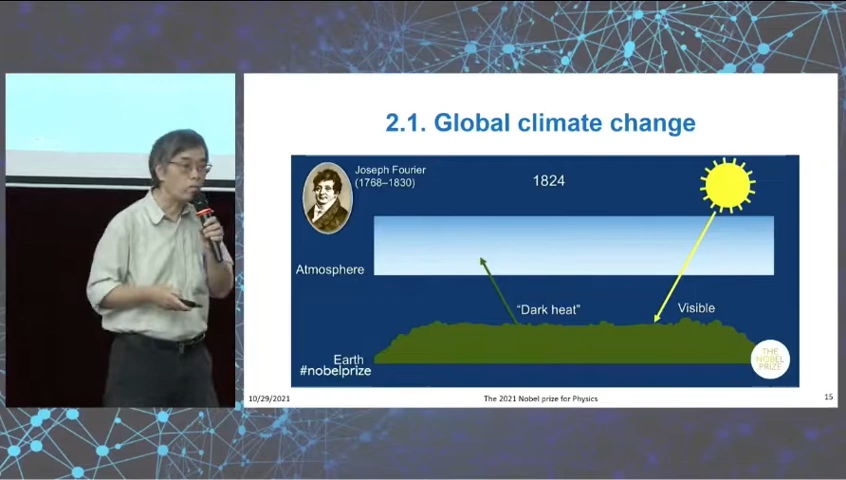 2.1. Global climate change
Joseph Fourier
(1768–1830)
1824
Atmosphere
“Dark heat”
Visible
Earth
#nobelprize
THE
NOBEL
PRIZE
10/29/2021
The 2021 Nobel prize for Physics
15